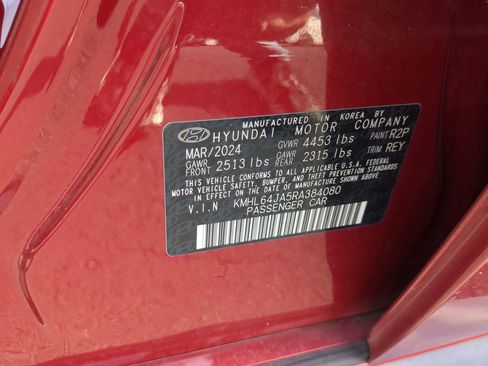 MANUFACTURED IN KOREA BY
HYUNDAI MOTOR COMPANY
MAR/2024 GVWR 4453 lbs PAINT R2P
GAWR FRONT 2513 lbs GAWR REAR 2315 lbs TRIM REY
THIS VEHICLE CONFORMS TO ALL APPLICABLE U.S.A. FEDERAL
MOTOR VEHICLE SAFETY, BUMPER, AND THEFT PREVENTION STANDARDS
IN EFFECT ON THE DATE OF MANUFACTURE SHOWN ABOVE.
V.I.N KMHL64JA5RA384080
PASSENGER CAR